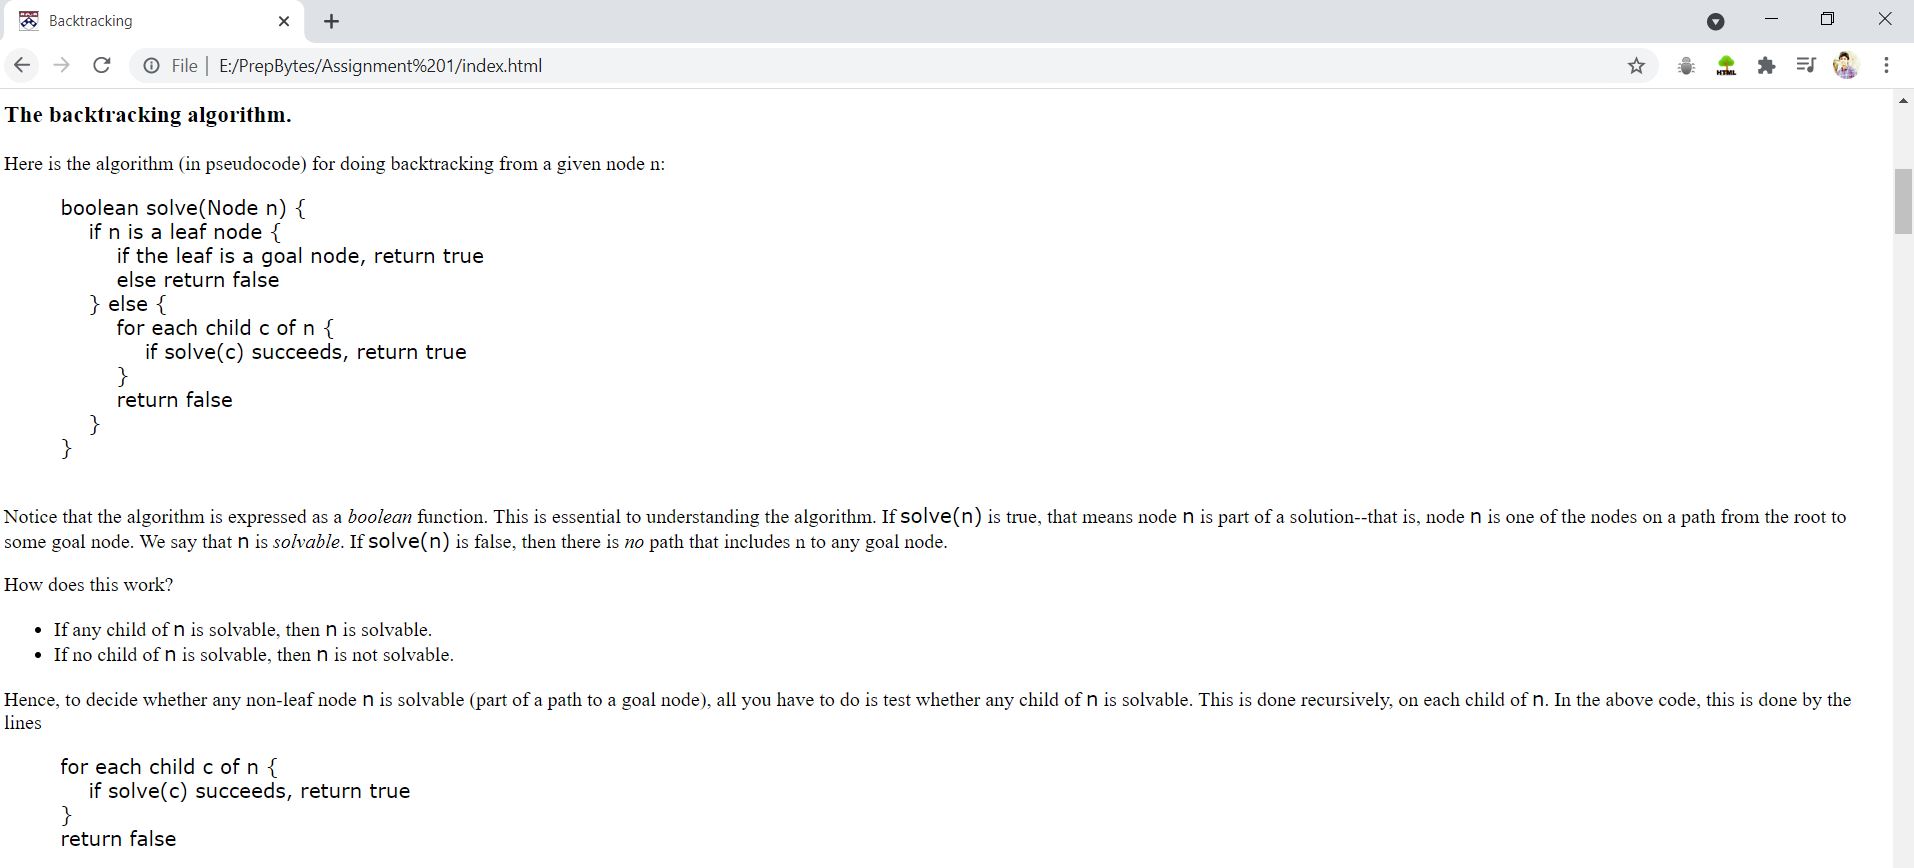 Backtracking
File | E:/PrepBytes/Assignment%201/index.html
HTML
The backtracking algorithm.
Here is the algorithm (in pseudocode) for doing backtracking from a given node n:
boolean solve(Node n) {
if n is a leaf node {
if the leaf is a goal node, return true
else return false
} else {
for each child c of n {
if solve(c) succeeds, return true
}
return false
}
}
Notice that the algorithm is expressed as a boolean function. This is essential to understanding the algorithm. If solve(n) is true, that means node n is part of a solution--that is, node n is one of the nodes on a path from the root to
some goal node. We say that n is solvable. If solve(n) is false, then there is no path that includes n to any goal node.
How does this work?
• If any child of n is solvable, then n is solvable.
• If no child of n is solvable, then n is not solvable.
Hence, to decide whether any non-leaf node n is solvable (part of a path to a goal node), all you have to do is test whether any child of n is solvable. This is done recursively, on each child of n. In the above code, this is done by the
lines
for each child c of n {
if solve(c) succeeds, return true
}
return false